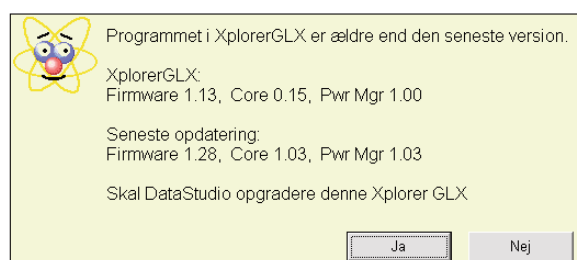 Programmet i XplorerGLX er ældre end den seneste version.
XplorerGLX:
Firmware 1.13, Core 0.15, Pwr Mgr 1.00
Seneste opdatering:
Firmware 1.28, Core 1.03, Pwr Mgr 1.03
Skal DataStudio opgradere denne Xplorer GLX
Ja
Nej